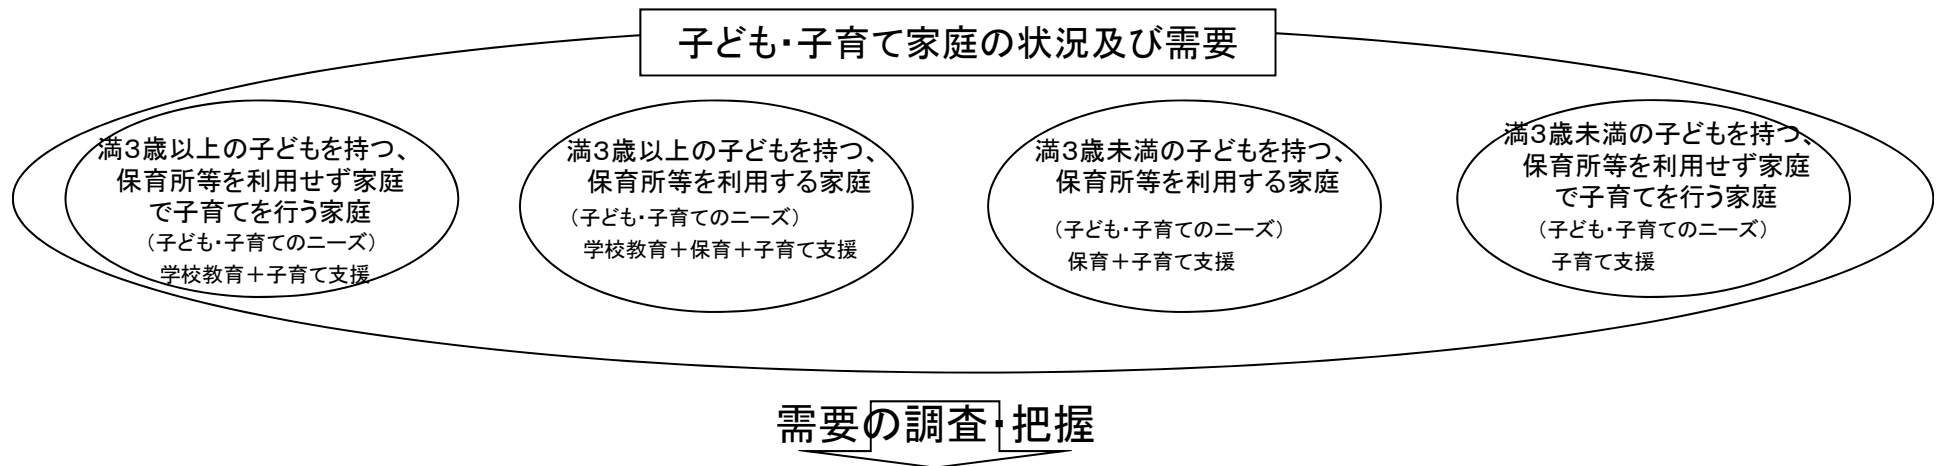 子ども・子育て家庭の状況及び需要
満３歳以上の子どもを持つ、
保育所等を利用せず家庭
で子育てを行う家庭
（子ども・子育てのニーズ）
学校教育＋子育て支援
満３歳以上の子どもを持つ、
保育所等を利用する家庭
（子ども・子育てのニーズ）
学校教育＋保育＋子育て支援
満３歳未満の子どもを持つ、
保育所等を利用する家庭
（子ども・子育てのニーズ）
保育＋子育て支援
満３歳未満の子どもを持つ、
保育所等を利用せず家庭
で子育てを行う家庭
（子ども・子育てのニーズ）
子育て支援
需要の調査・把握